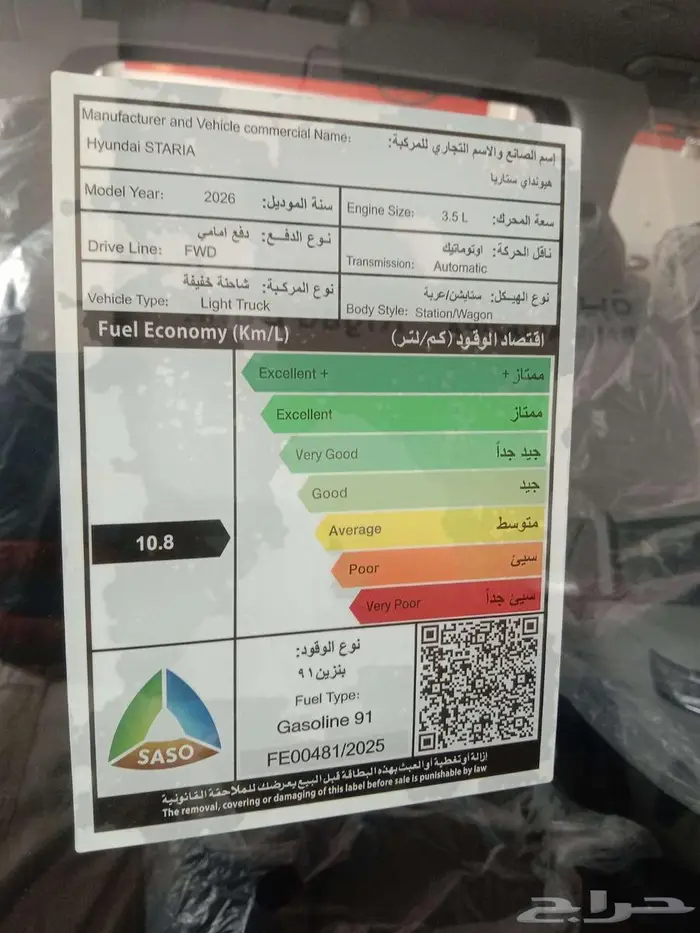 Manufacturer and Vehicle commercial Name:
اسم الصانع والاسم التجاري للمركبة:
Hyundai STARIA
هيونداي ستاريا
Model Year: 2026 سنة الموديل:
Engine Size: 3.5 L سعة المحرك:
نوع الدفع: دفع امامي
Drive Line: FWD
ناقل الحركة: اوتوماتيك
Transmission: Automatic
نوع المركبة: شاحنة خفيفة
Vehicle Type: Light Truck
نوع الهيكل: ستايشن/عربة
Body Style: Station/Wagon
Fuel Economy (Km/L) اقتصاد الوقود (كم/لتر)
Excellent + ممتاز +
Excellent ممتاز
Very Good جيد جداً
Good جيد
Average متوسط
10.8
Poor سيئ
Very Poor سيئ جداً
نوع الوقود:
بنزين ٩١
Fuel Type:
Gasoline 91
FE00481/2025
SASO
إزالة أو تغطية أو العبث بهذه البطاقة قبل البيع يعرضك للملاحقة القانونية
The removal, covering or damaging of this label before sale is punishable by law
حراج